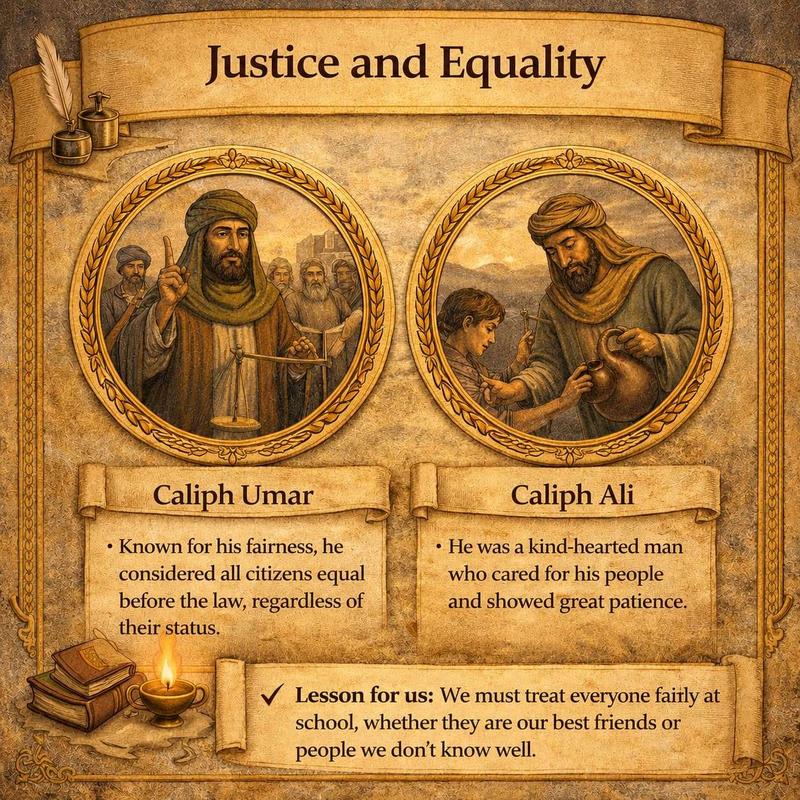 Justice and Equality
Caliph Umar
• Known for his fairness, he
considered all citizens equal
before the law, regardless of
their status.
Caliph Ali
• He was a kind-hearted man
who cared for his people
and showed great patience.
✓ Lesson for us: We must treat everyone fairly at
school, whether they are our best friends or
people we don’t know well.